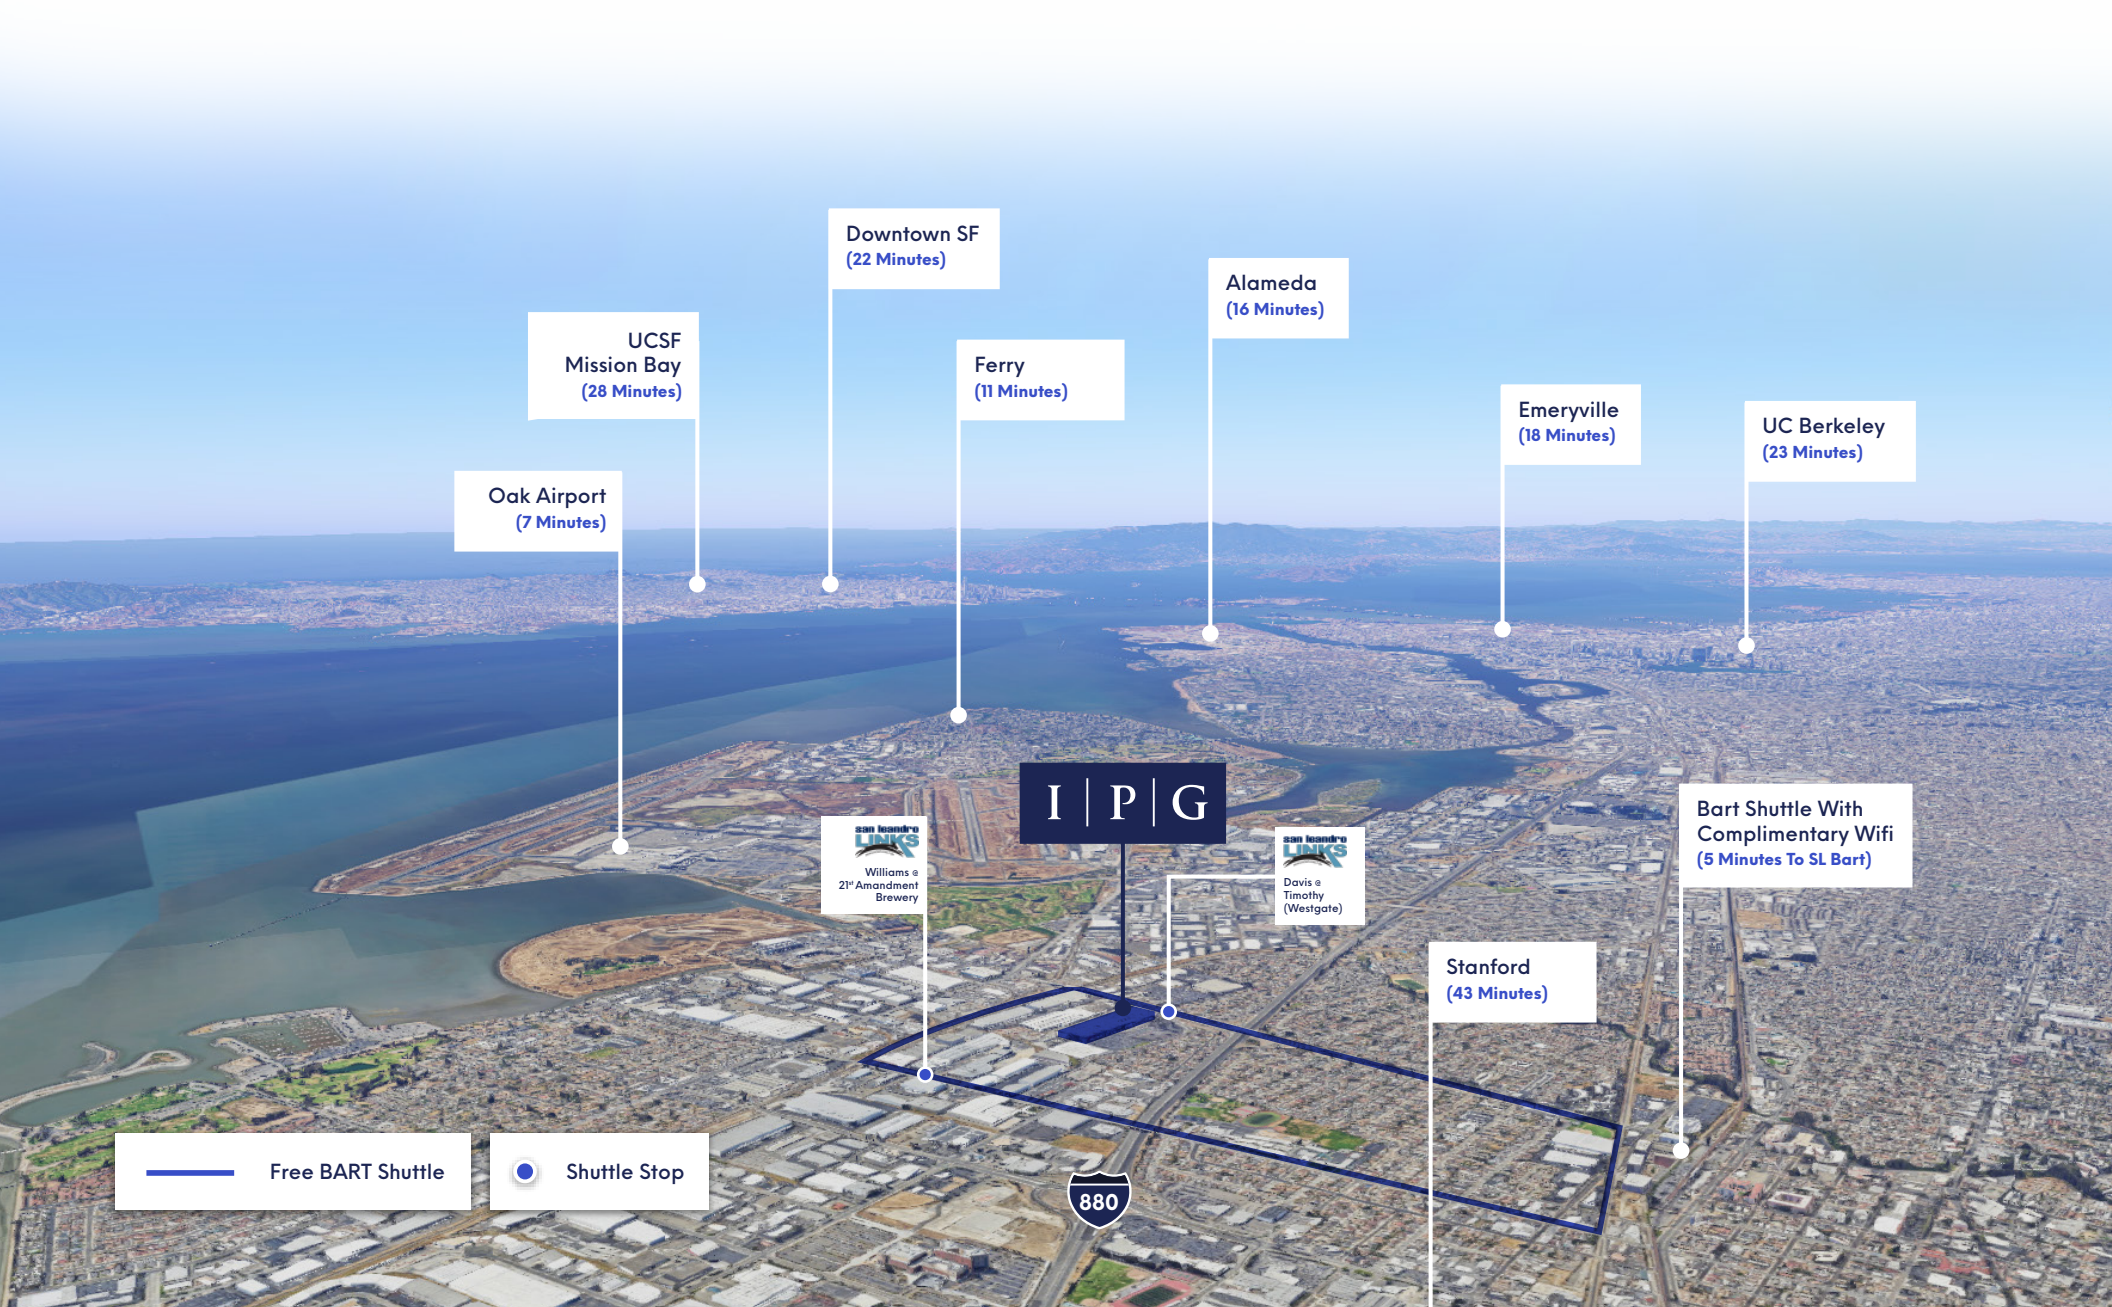 Downtown SF
(22 Minutes)
Alameda
(16 Minutes)
UCSF
Mission Bay
(28 Minutes)
Ferry
(11 Minutes)
Emeryville
(18 Minutes)
UC Berkeley
(23 Minutes)
Oak Airport
(7 Minutes)
I|P|G
Bart Shuttle With
Complimentary Wifi
(5 Minutes To SL Bart)
san leandro
LINKS
Williams @
21st Amandment
Brewery
san leandro
LINKS
Davis @
Timothy
(Westgate)
Stanford
(43 Minutes)
Free BART Shuttle
Shuttle Stop
880